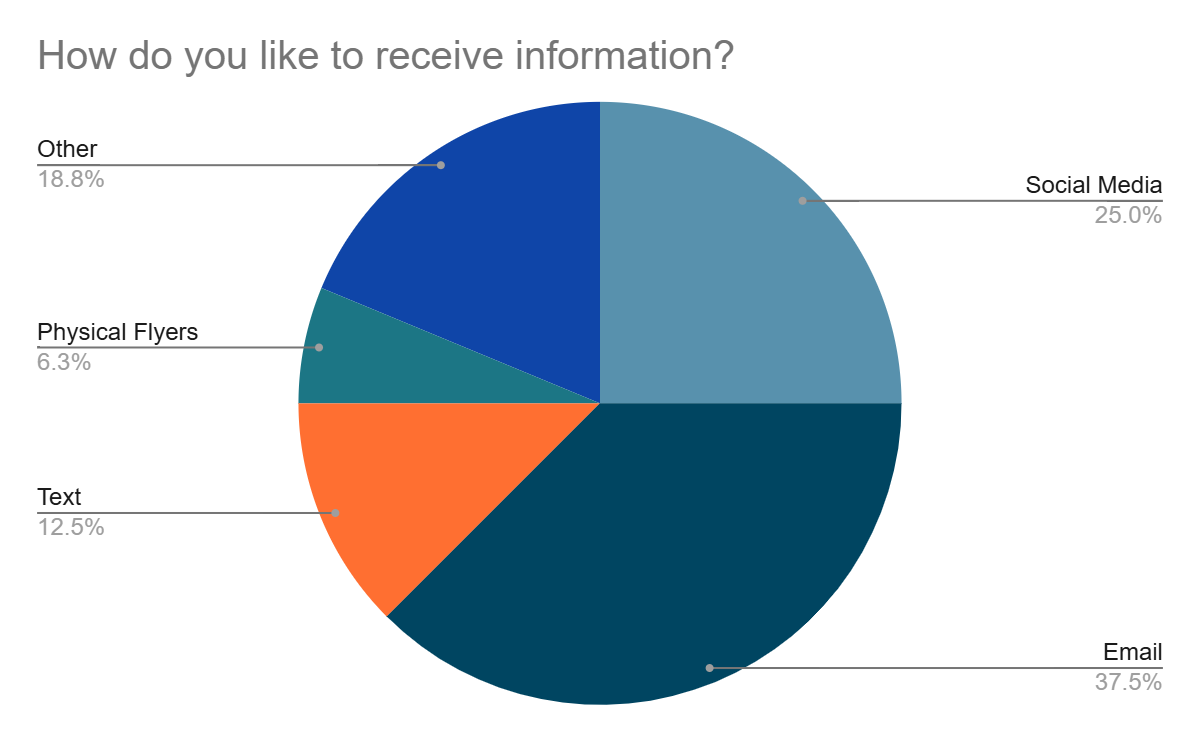 How do you like to receive information?
Other
18.8%
Social Media
25.0%
Physical Flyers
6.3%
Text
12.5%
Email
37.5%